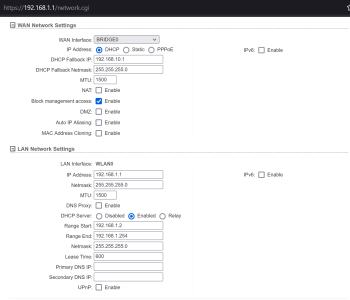 https://192.168.1.1/network.cgi
WAN Network Settings
WAN Interface: BRIDGE0
IP Address: DHCP Static PPPoE IPv6: Enable
DHCP Fallback IP: 192.168.10.1
DHCP Fallback Netmask: 255.255.255.0
MTU: 1500
NAT: Enable
Block management access: Enable
DMZ: Enable
Auto IP Aliasing: Enable
MAC Address Cloning: Enable
LAN Network Settings
LAN Interface: WLAN0
IP Address: 192.168.1.1 IPv6: Enable
Netmask: 255.255.255.0
MTU: 1500
DNS Proxy: Enable
DHCP Server: Disabled Enabled Relay
Range Start: 192.168.1.2
Range End: 192.168.1.254
Netmask: 255.255.255.0
Lease Time: 600
Primary DNS IP:
Secondary DNS IP:
UPnP: Enable